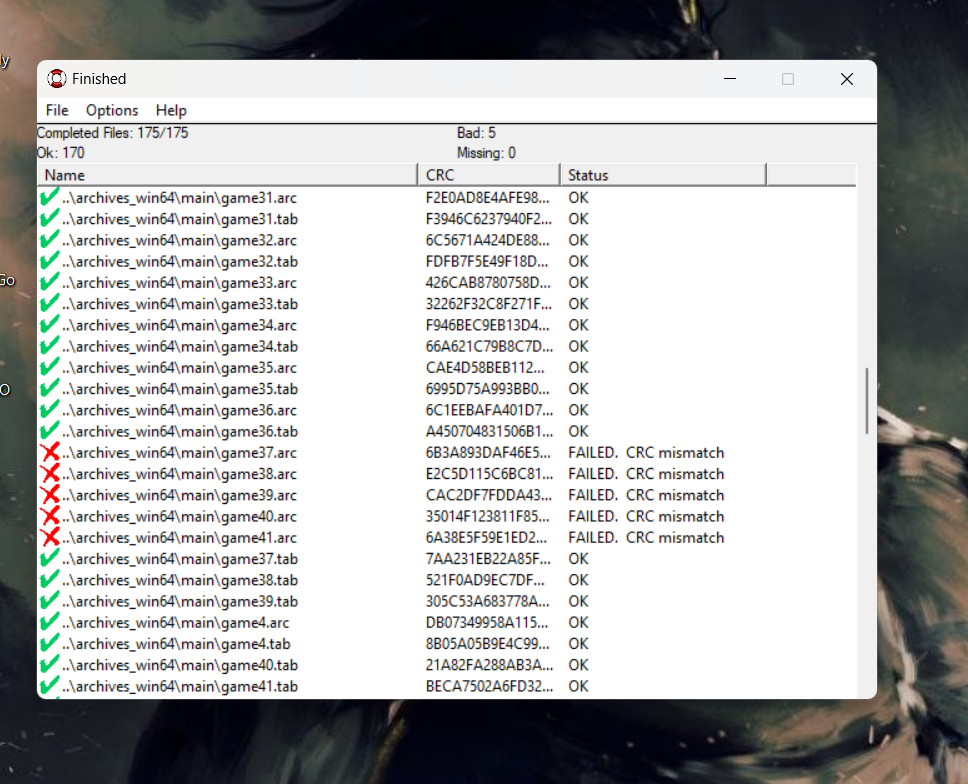 ly
Finished
File Options Help
Completed Files: 175/175 Bad: 5
Ok: 170 Missing: 0
Name CRC Status
..\archives_win64\main\game31.arc F2E0AD8E4AFE98... OK
..\archives_win64\main\game31.tab F3946C6237940F2... OK
..\archives_win64\main\game32.arc 6C5671A424DE88... OK
..\archives_win64\main\game32.tab FDFB7F5E49F18D... OK
Go
..\archives_win64\main\game33.arc 426CAB8780758D... OK
..\archives_win64\main\game33.tab 32262F32C8F271F... OK
..\archives_win64\main\game34.arc F946BEC9EB13D4... OK
..\archives_win64\main\game34.tab 66A621C79B8C7D... OK
..\archives_win64\main\game35.arc CAE4D58BEB112... OK
O
..\archives_win64\main\game35.tab 6995D75A993BB0... OK
..\archives_win64\main\game36.arc 6C1EEBAFA401D7... OK
..\archives_win64\main\game36.tab A450704831506B1... OK
..\archives_win64\main\game37.arc 6B3A893DAF46E5... FAILED. CRC mismatch
..\archives_win64\main\game38.arc E2C5D115C6BC81... FAILED. CRC mismatch
..\archives_win64\main\game39.arc CAC2DF7FDDA43... FAILED. CRC mismatch
..\archives_win64\main\game40.arc 35014F123811F85... FAILED. CRC mismatch
..\archives_win64\main\game41.arc 6A38E5F59E1ED2... FAILED. CRC mismatch
..\archives_win64\main\game37.tab 7AA231EB22A85F... OK
..\archives_win64\main\game38.tab 521F0AD9EC7DF... OK
..\archives_win64\main\game39.tab 305C53A683778A... OK
..\archives_win64\main\game4.arc DB07349958A115... OK
..\archives_win64\main\game4.tab 8B05A05B9E4C99... OK
..\archives_win64\main\game40.tab 21A82FA288AB3A... OK
..\archives_win64\main\game41.tab BECA7502A6FD32... OK